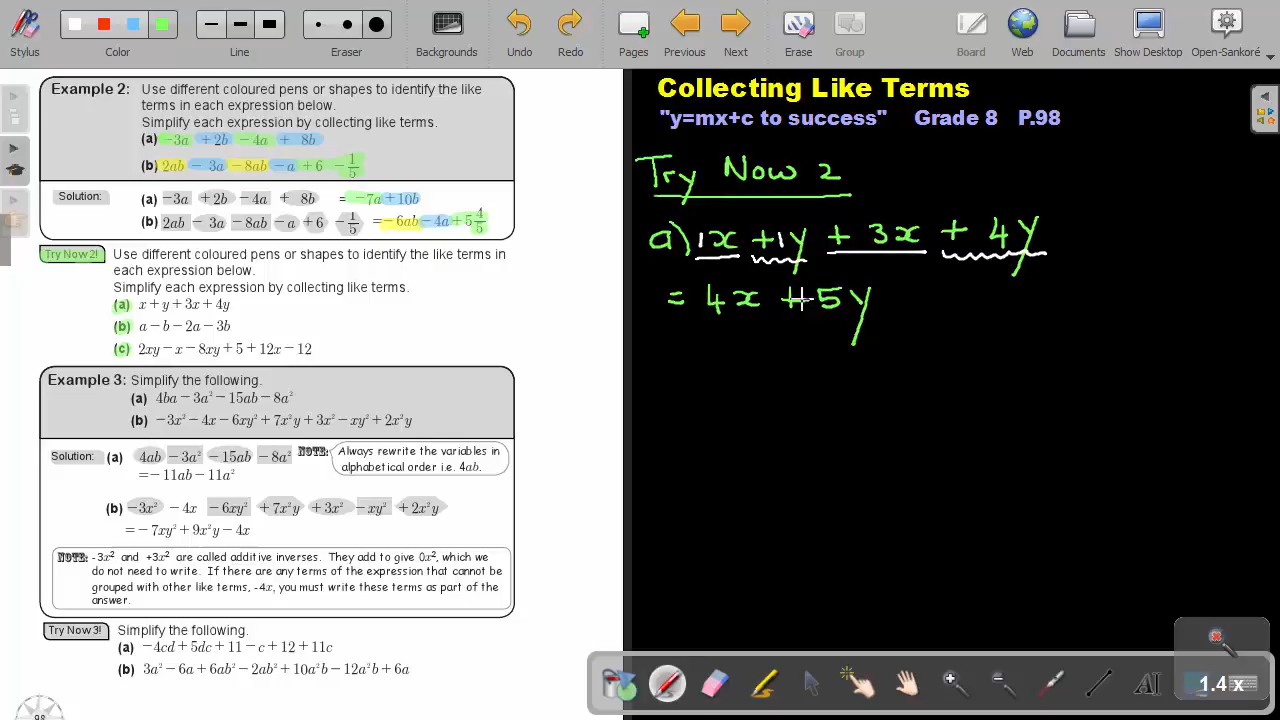 Stylus Color Line Eraser Backgrounds Undo Redo Pages Previous Next Erase Group Board Web Documents Show Desktop Open-Sankoré
Example 2: Use different coloured pens or shapes to identify the like
terms in each expression below.
Simplify each expression by collecting like terms.
(a) −3a +2b −4a + 8b
(b) 2ab − 3a −8ab −a +6 −1/5
Solution: (a) −3a +2b −4a + 8b = −7a+10b
(b) 2ab −3a −8ab −a +6 −1/5 =−6ab−4a+5 4/5
Try Now 2! Use different coloured pens or shapes to identify the like terms in
each expression below.
Simplify each expression by collecting like terms.
(a) x+y+3x+4y
(b) a−b−2a−3b
(c) 2xy−x−8xy+5+12x−12
Example 3: Simplify the following.
(a) 4ba−3a²−15ab−8a²
(b) −3x²−4x−6xy²+7x²y+3x²−xy²+2x²y
Solution: (a) 4ab −3a² −15ab −8a² NOTE: Always rewrite the variables in
alphabetical order i.e. 4ab.
=−11ab−11a²
(b) −3x² −4x −6xy² +7x²y +3x² −xy² +2x²y
=−7xy²+9x²y−4x
NOTE: -3x² and +3x² are called additive inverses. They add to give 0x², which we
do not need to write. If there are any terms of the expression that cannot be
grouped with other like terms, -4x, you must write these terms as part of the
answer.
Try Now 3! Simplify the following.
(a) −4cd+5dc+11−c+12+11c
(b) 3a²−6a+6ab²−2ab²+10a²b−12a²b+6a
98
Collecting Like Terms
"y=mx+c to success" Grade 8 P.98
Try Now 2
a) 1x +1y + 3x + 4y
= 4x + 5y
1.4 x